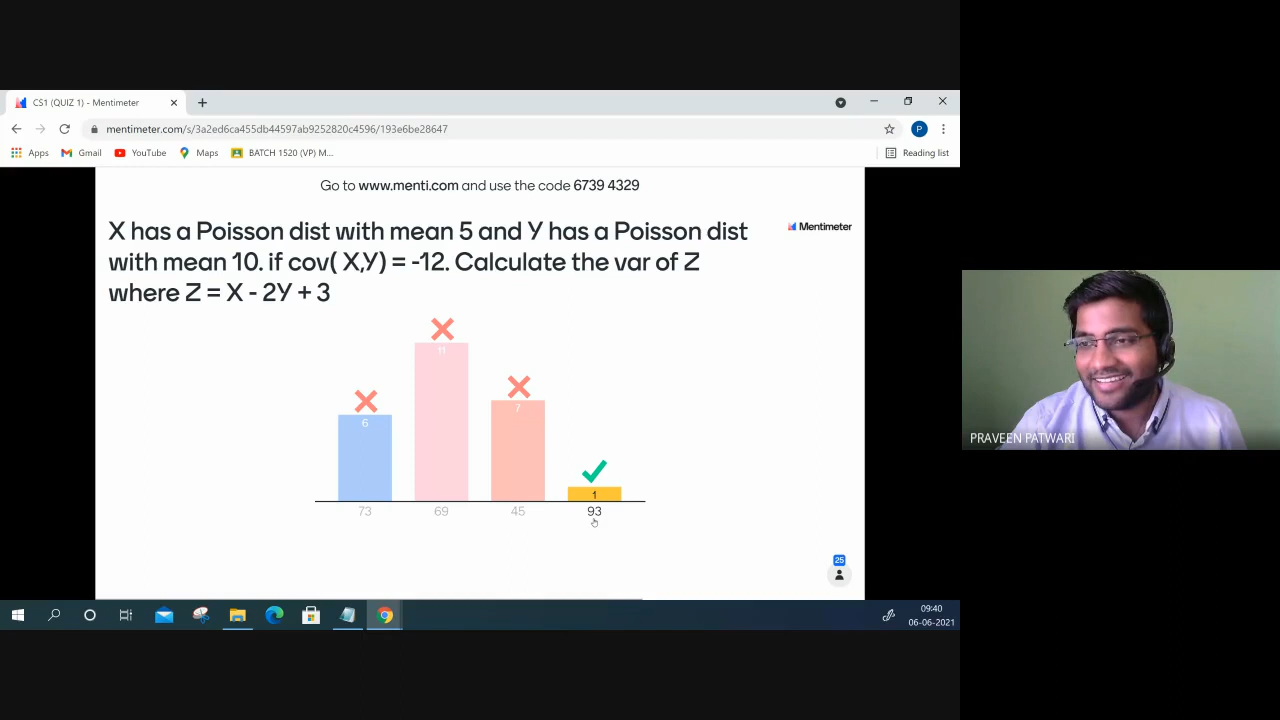 CS1 (QUIZ 1) - Mentimeter
mentimeter.com/s/3a2ed6ca455db44597ab9252820c4596/193e6be28647
P
Apps
Gmail
YouTube
Maps
BATCH 1520 (VP) M...
Reading list
Go to www.menti.com and use the code 6739 4329
X has a Poisson dist with mean 5 and Y has a Poisson dist
with mean 10. if cov( X,Y) = -12. Calculate the var of Z
where Z = X - 2Y + 3
Mentimeter
6
11
7
1
73
69
45
93
25
PRAVEEN PATWARI
09:40
06-06-2021